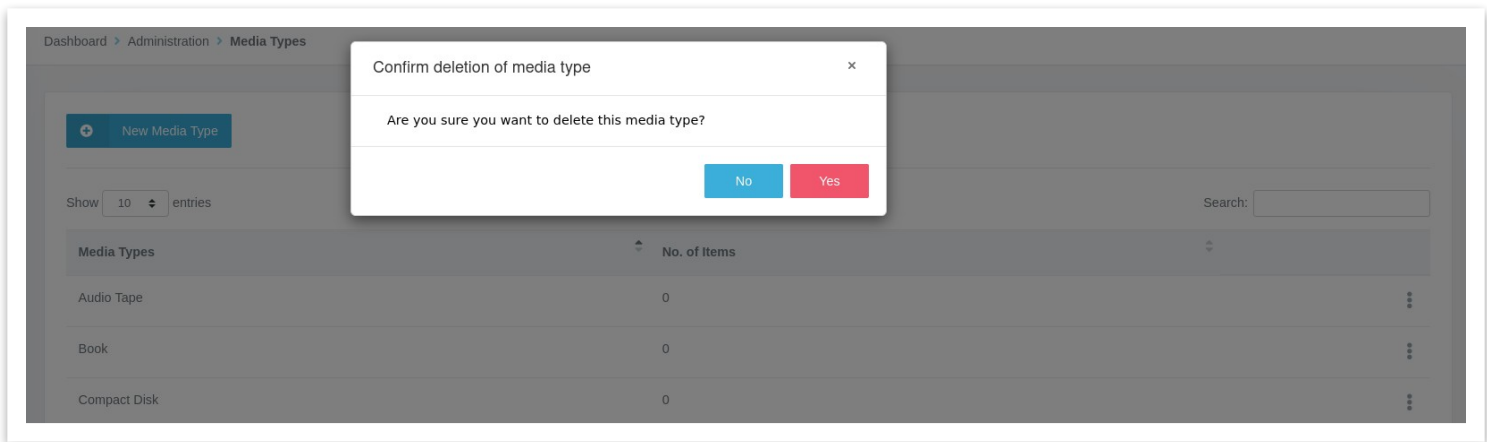 Dashboard > Administration > Media Types
Confirm deletion of media type ×
Are you sure you want to delete this media type?
New Media Type
No Yes
Show 10 entries Search:
Media Types No. of Items
Audio Tape 0
Book 0
Compact Disk 0